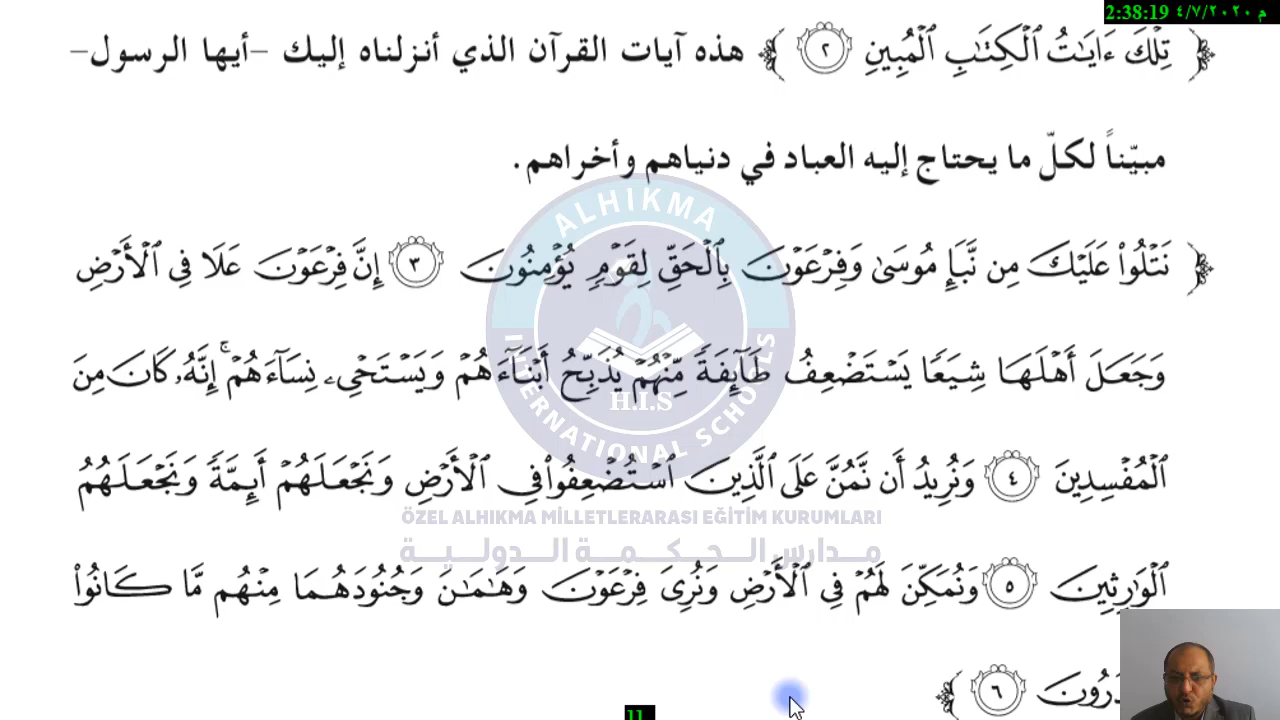 م ٤/٧/٢٠٢٠ 2:38:19
﴿ تِلْكَ ءَايَٰتُ ٱلْكِتَٰبِ ٱلْمُبِينِ ٢ ﴾ هذه آيات القرآن الذي أنزلناه إليك –أيها الرسول–
مبيّناً لكلّ ما يحتاج إليه العباد في دنياهم وأخراهم.
﴿ نَتْلُوا۟ عَلَيْكَ مِن نَّبَإِ مُوسَىٰ وَفِرْعَوْنَ بِٱلْحَقِّ لِقَوْمٍ يُؤْمِنُونَ ٣ إِنَّ فِرْعَوْنَ عَلَا فِى ٱلْأَرْضِ
وَجَعَلَ أَهْلَهَا شِيَعًا يَسْتَضْعِفُ طَآئِفَةً مِّنْهُمْ يُذَبِّحُ أَبْنَآءَهُمْ وَيَسْتَحْىِۦ نِسَآءَهُمْ ۚ إِنَّهُۥ كَانَ مِنَ
ٱلْمُفْسِدِينَ ٤ وَنُرِيدُ أَن نَّمُنَّ عَلَى ٱلَّذِينَ ٱسْتُضْعِفُوا۟ فِى ٱلْأَرْضِ وَنَجْعَلَهُمْ أَئِمَّةً وَنَجْعَلَهُمُ
ٱلْوَٰرِثِينَ ٥ وَنُمَكِّنَ لَهُمْ فِى ٱلْأَرْضِ وَنُرِىَ فِرْعَوْنَ وَهَٰمَٰنَ وَجُنُودَهُمَا مِنْهُم مَّا كَانُوا۟
٦ ﴾
ALHIKMA
INTERNATIONAL SCHOOLS
H.I.S
ÖZEL ALHIKMA MİLLETLERARASI EĞİTİM KURUMLARI
مدارس الحكمة الدولية
11